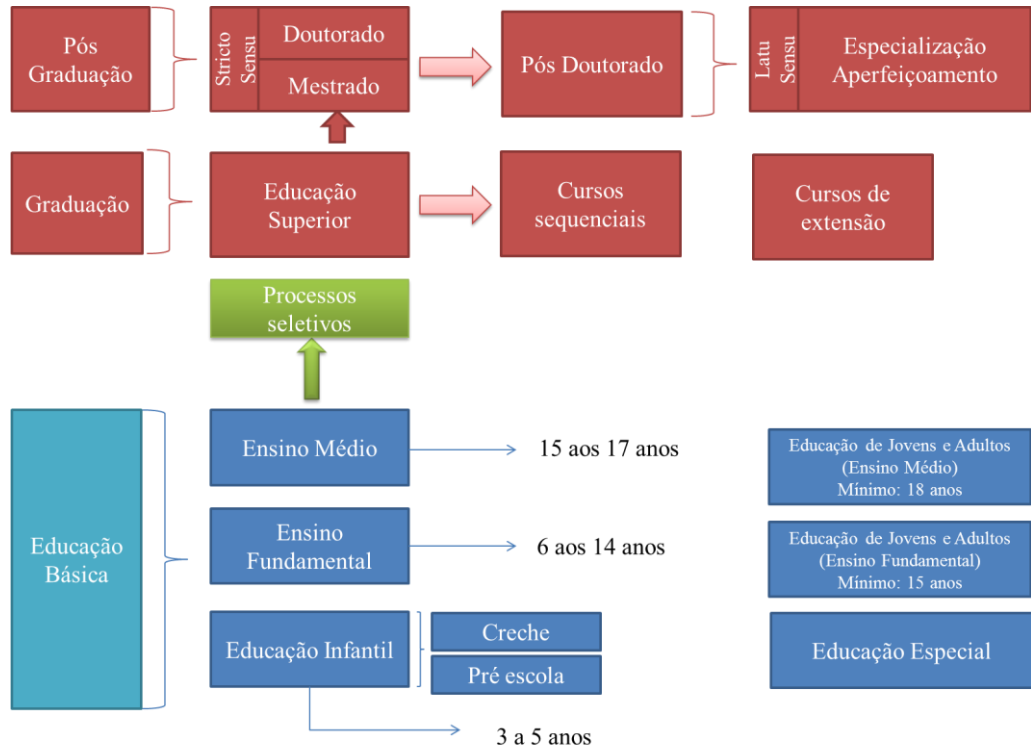 Pós
Graduação
Stricto
Sensu
Doutorado
Mestrado
Pós Doutorado
Latu
Sensu
Especialização
Aperfeiçoamento
Graduação
Educação
Superior
Cursos
sequenciais
Cursos de
extensão
Processos
seletivos
Educação
Básica
Ensino Médio
15 aos 17 anos
Educação de Jovens e Adultos
(Ensino Médio)
Mínimo: 18 anos
Ensino
Fundamental
6 aos 14 anos
Educação de Jovens e Adultos
(Ensino Fundamental)
Mínimo: 15 anos
Educação Infantil
Creche
Pré escola
Educação Especial
3 a 5 anos